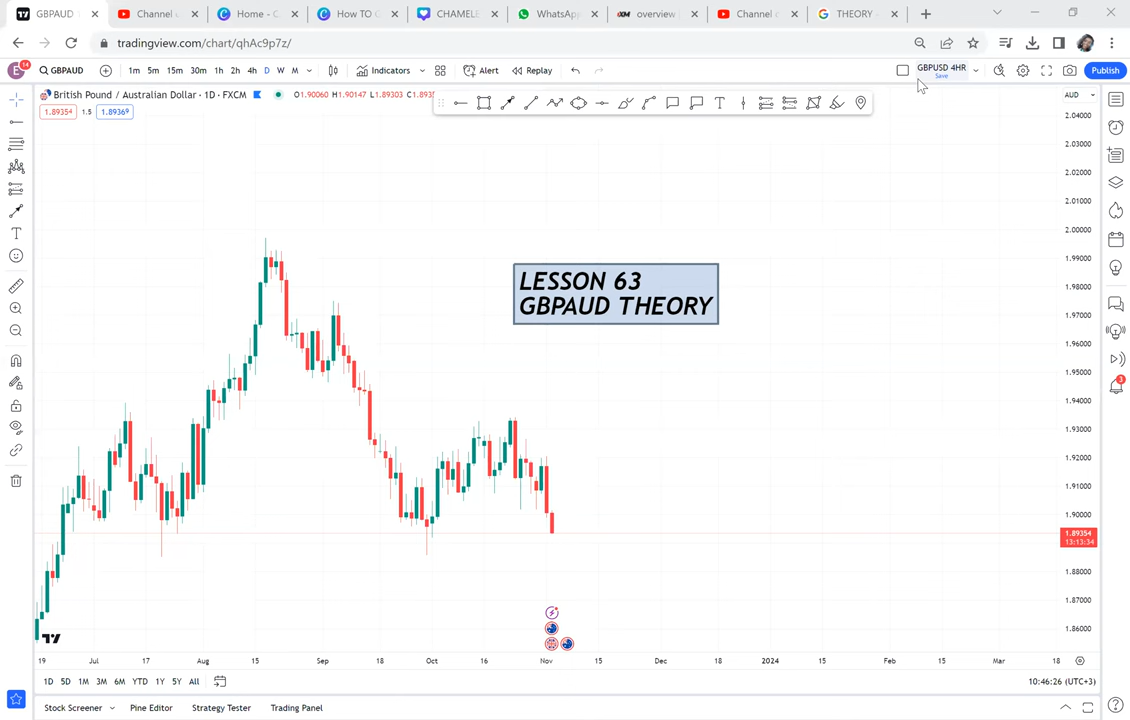 GBPAUD
Channel
Home - C
How TO C
CHAMELE
WhatsApp
overview
Channel c
THEORY -
tradingview.com/chart/qhAc9p7z/
E
14
GBPAUD
1m 5m 15m 30m 1h 2h 4h D W M
Indicators
Alert
Replay
GBPUSD 4HR
Save
Publish
British Pound / Australian Dollar · 1D · FXCM
O1.90060 H1.90147 L1.89303
1.89354
1.5
1.89369
AUD
LESSON 63
GBPAUD THEORY
2.04000
2.03000
2.02000
2.01000
2.00000
1.99000
1.98000
1.97000
1.96000
1.95000
1.94000
1.93000
1.92000
1.91000
1.90000
1.89354
13:13:34
1.88000
1.87000
1.86000
3
19 Jul 17 Aug 15 Sep 18 Oct 16 Nov 15 Dec 18 2024 15 Feb 15 Mar 18
1D 5D 1M 3M 6M YTD 1Y 5Y All
10:46:26 (UTC+3)
Stock Screener
Pine Editor
Strategy Tester
Trading Panel